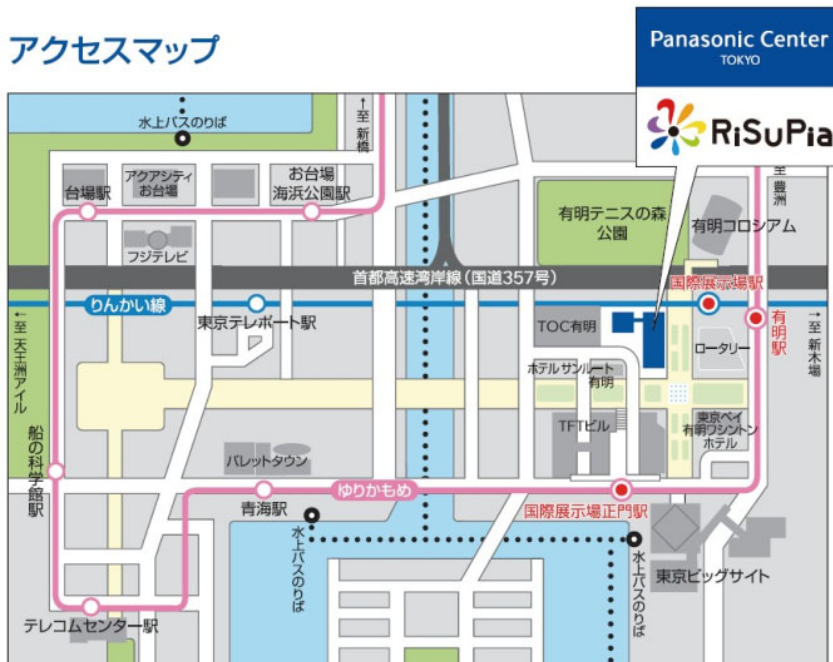 アクセスマップ
Panasonic Center
TOKYO
RiSuPia
水上バスのりば
←至 新橋
台場駅
アクアシティ
お台場
お台場
海浜公園駅
有明テニスの森
公園
有明コロシアム
至 豊洲
フジテレビ
首都高速湾岸線(国道357号)
国際展示場駅
りんかい線
東京テレポート駅
TOC有明
有明駅
ロータリー
←至 天王洲アイル
→至 新木場
ホテル サンルート
有明
船の科学館駅
パレットタウン
TFTビル
東京ベイ
有明ワシントン
ホテル
ゆりかもめ
青海駅
国際展示場正門駅
水上バスのりば
水上バスのりば
東京ビッグサイト
テレコムセンター駅